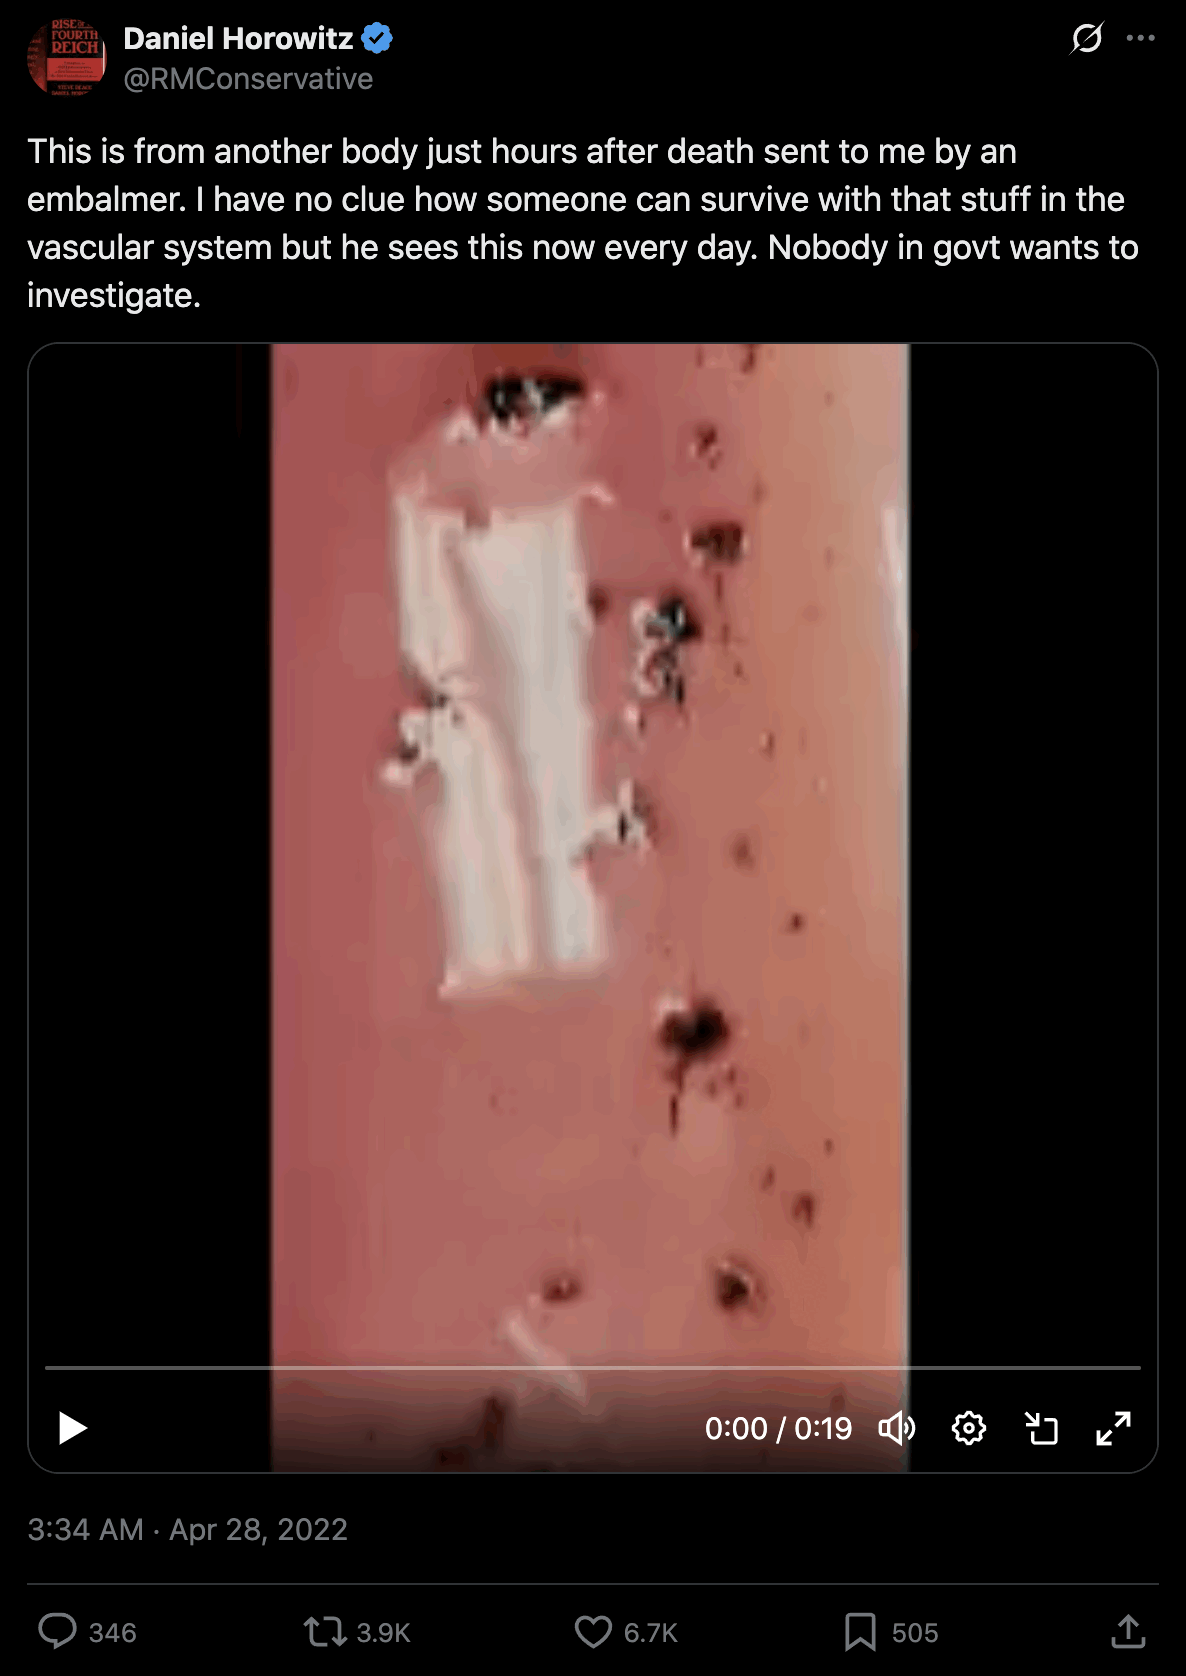 RISE OF
FOURTH
REICH
Daniel Horowitz
@RMConservative
This is from another body just hours after death sent to me by an
embalmer. I have no clue how someone can survive with that stuff in the
vascular system but he sees this now every day. Nobody in govt wants to
investigate.
0:00 / 0:19
3:34 AM · Apr 28, 2022
346
3.9K
6.7K
505